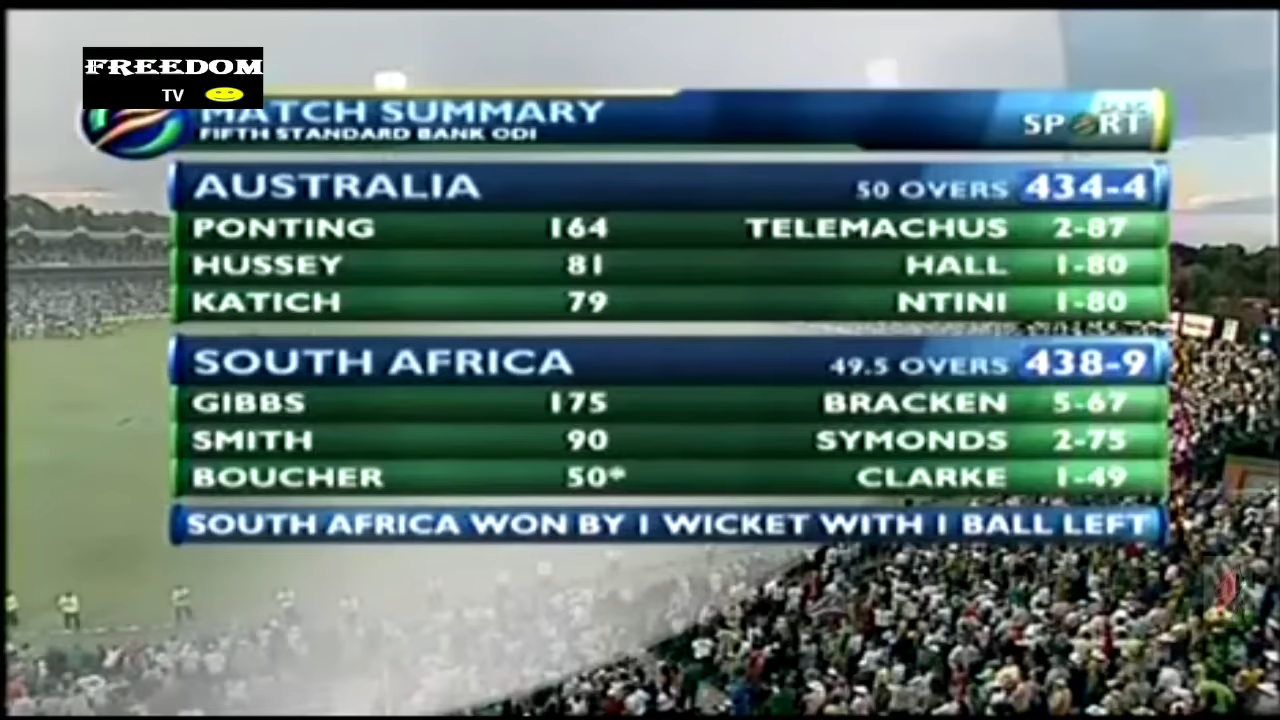 FREEDOM
TV
MATCH SUMMARY
FIFTH STANDARD BANK ODI
SABC
SPORT
AUSTRALIA 50 OVERS 434-4
PONTING 164 TELEMACHUS 2-87
HUSSEY 81 HALL 1-80
KATICH 79 NTINI 1-80
SOUTH AFRICA 49.5 OVERS 438-9
GIBBS 175 BRACKEN 5-67
SMITH 90 SYMONDS 2-75
BOUCHER 50* CLARKE 1-49
SOUTH AFRICA WON BY 1 WICKET WITH 1 BALL LEFT